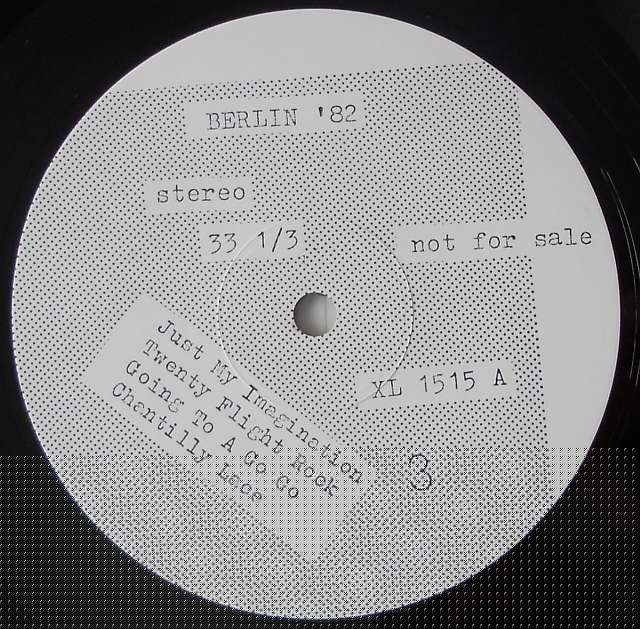 BERLIN '82
stereo
33 1/3
not for sale
Just My Imagination
Twenty Flight Rock
Going To A Go Go
Chantilly Lace
XL 1515 A
3